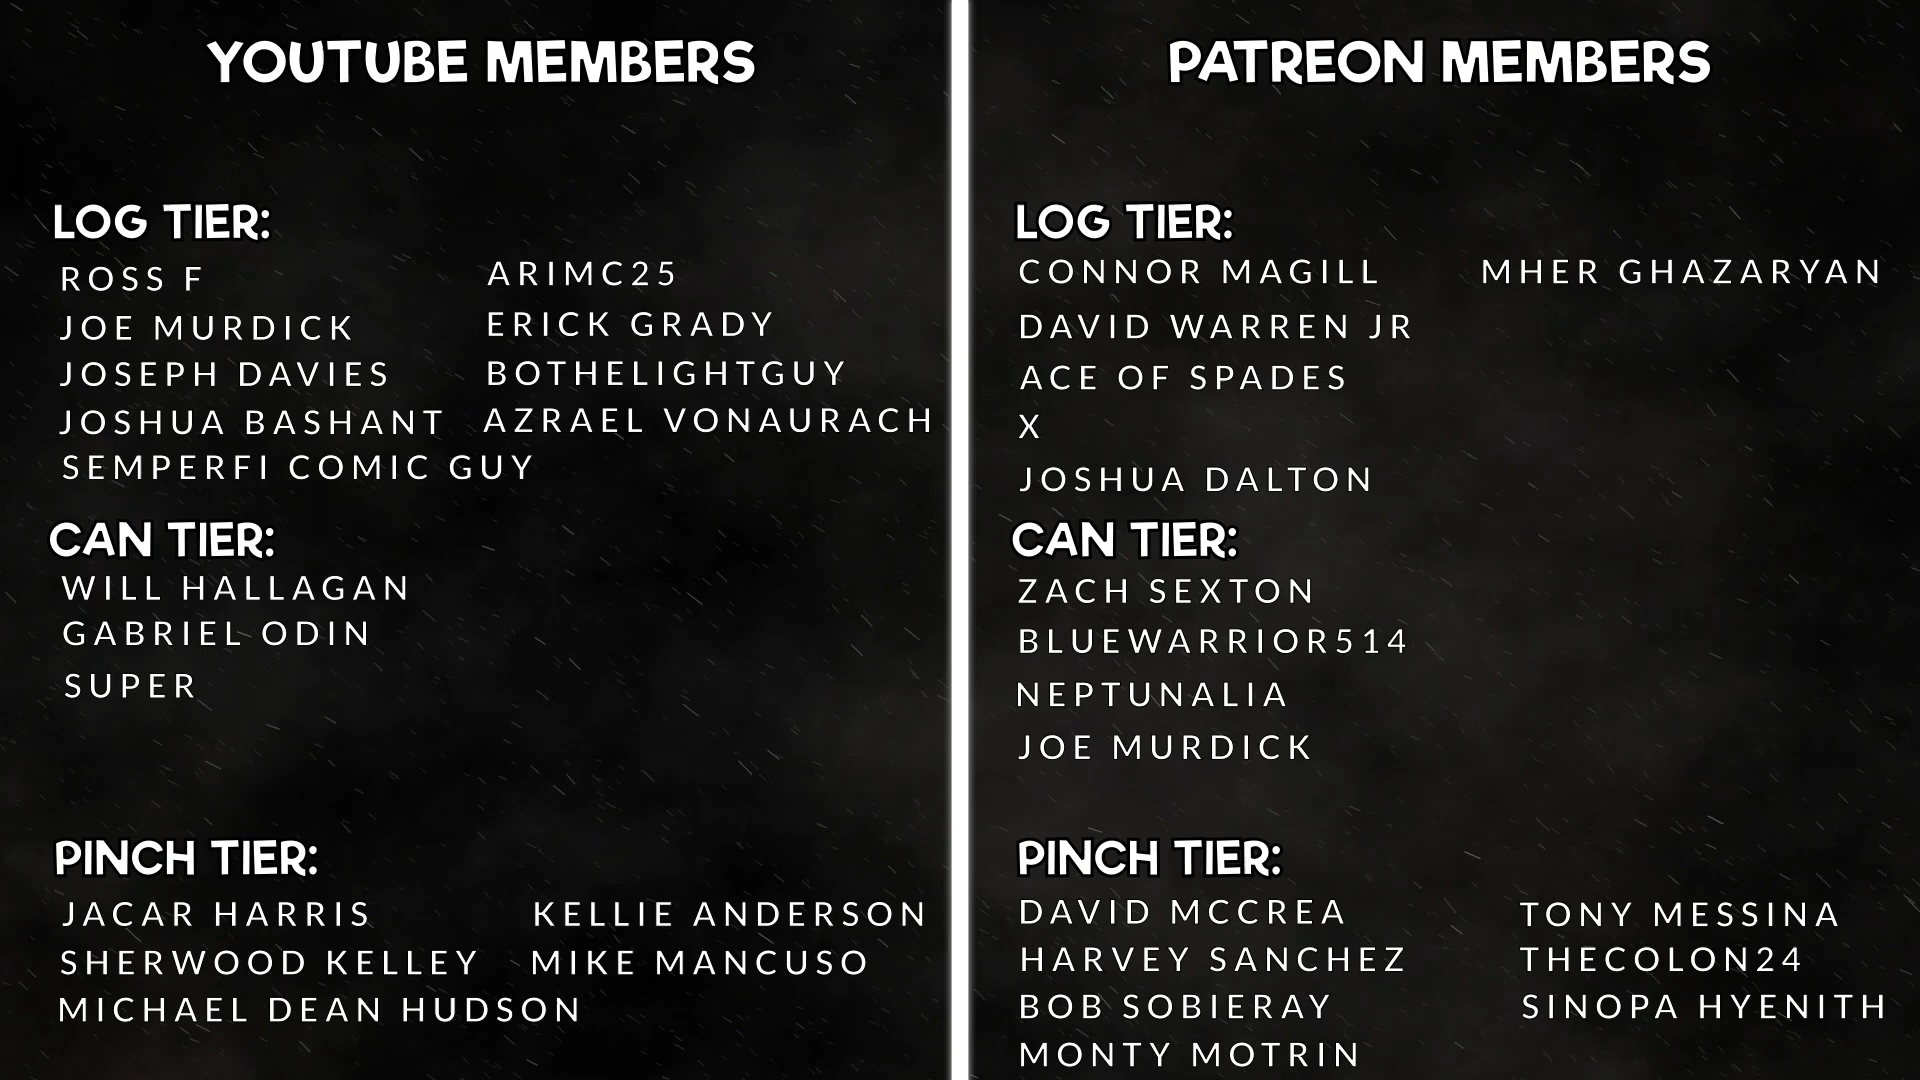 YOUTUBE MEMBERS
LOG TIER:
ROSS F
JOE MURDICK
JOSEPH DAVIES
JOSHUA BASHANT
SEMPERFI COMIC GUY
ARIMC25
ERICK GRADY
BOTHELIGHTGUY
AZRAEL VONAURACH
CAN TIER:
WILL HALLAGAN
GABRIEL ODIN
SUPER
PINCH TIER:
JACAR HARRIS
SHERWOOD KELLEY
MICHAEL DEAN HUDSON
KELLIE ANDERSON
MIKE MANCUSO
PATREON MEMBERS
LOG TIER:
CONNOR MAGILL
DAVID WARREN JR
ACE OF SPADES
X
JOSHUA DALTON
MHER GHAZARYAN
CAN TIER:
ZACH SEXTON
BLUEWARRIOR514
NEPTUNALIA
JOE MURDICK
PINCH TIER:
DAVID MCCREA
HARVEY SANCHEZ
BOB SOBIERAY
MONTY MOTRIN
TONY MESSINA
THECOLON24
SINOPA HYENITH